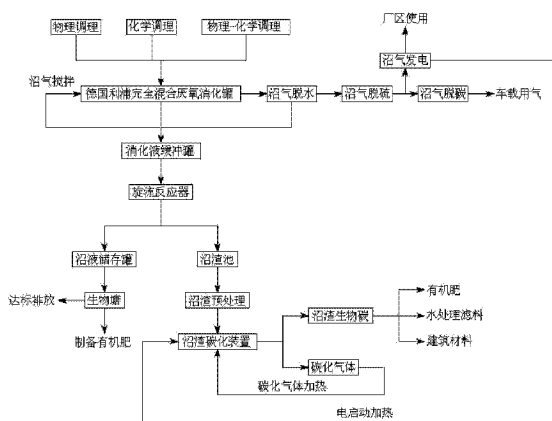 物理调理
化学调理
物理-化学调理
厂区使用
沼气发电
沼气搅拌
德国利浦完全混合厌氧消化罐
沼气脱水
沼气脱硫
沼气脱碳
车载用气
消化液缓冲罐
旋流反应器
沼液储存罐
沼渣池
达标排放
生物膜
沼渣预处理
制备有机肥
沼渣碳化装置
沼渣生物碳
有机肥
水处理滤料
建筑材料
碳化气体
碳化气体加热
电启动加热